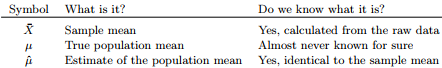 Symbol What is it? Do we know what it is?
X̄ Sample mean Yes, calculated from the raw data
μ True population mean Almost never known for sure
μ̂ Estimate of the population mean Yes, identical to the sample mean